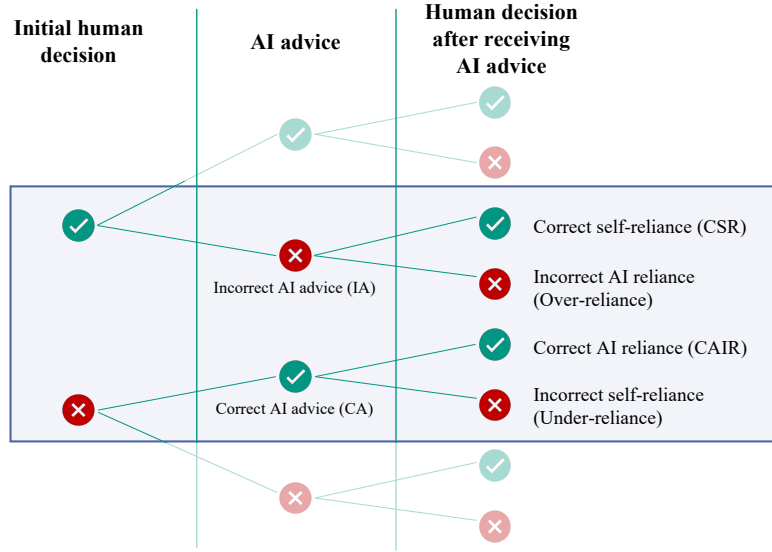 Initial human
decision
AI advice
Human decision
after receiving
AI advice
Correct self-reliance (CSR)
Incorrect AI advice (IA)
Incorrect AI reliance
(Over-reliance)
Correct AI reliance (CAIR)
Correct AI advice (CA)
Incorrect self-reliance
(Under-reliance)